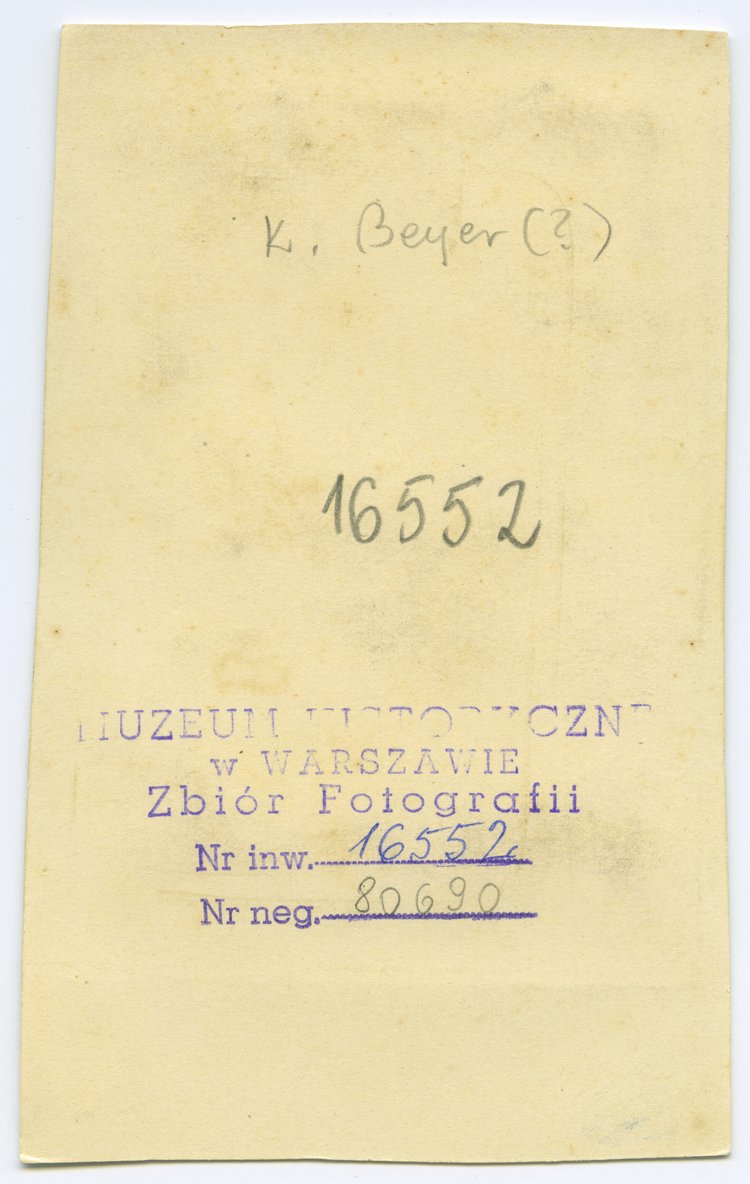 K. Beyer (?)
16552
MUZEUM HISTORYCZNE
w WARSZAWIE
Zbiór Fotografii
Nr inw. 16552
Nr neg. 80690